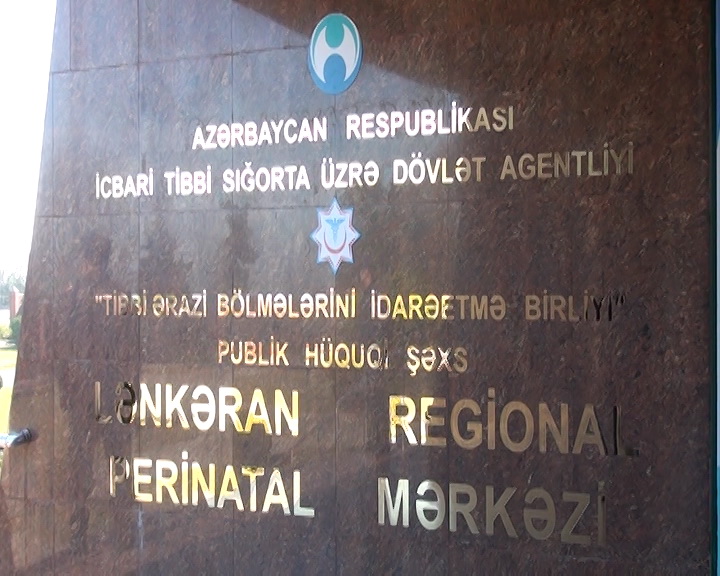 AZƏRBAYCAN RESPUBLİKASI
İCBARİ TİBBİ SIĞORTA ÜZRƏ DÖVLƏT AGENTLİYİ
"TİBBİ ƏRAZİ BÖLMƏLƏRİNİ İDARƏETMƏ BİRLİYİ"
PUBLİK HÜQUQİ ŞƏXS
LƏNKƏRAN REGİONAL
PERİNATAL MƏRKƏZİ